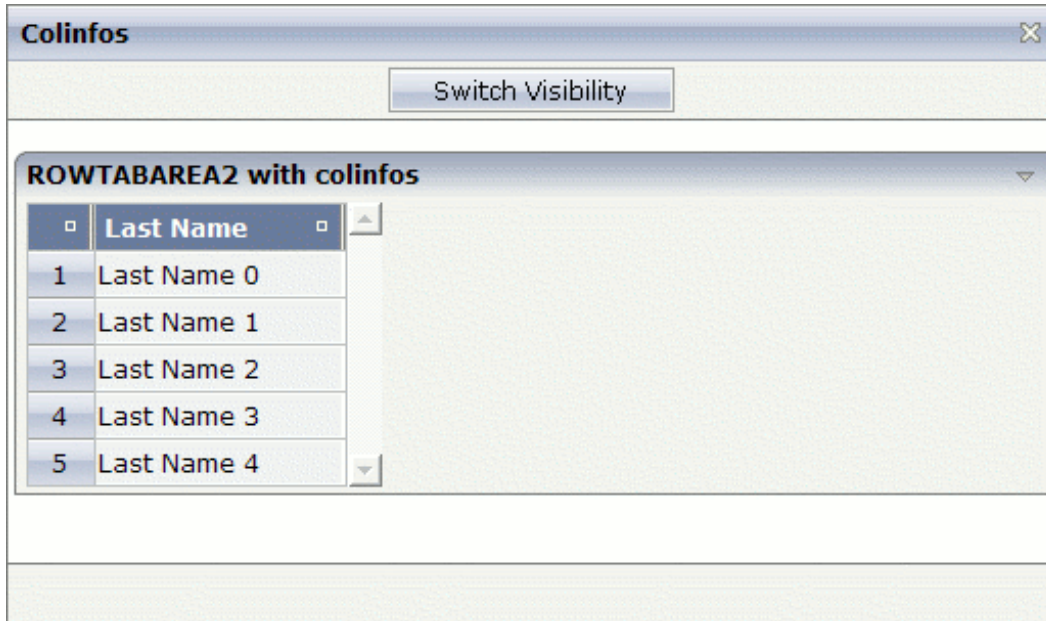 Colinfos
Switch Visibility
ROWTABAREA2 with colinfos
Last Name
1 Last Name 0
2 Last Name 1
3 Last Name 2
4 Last Name 3
5 Last Name 4